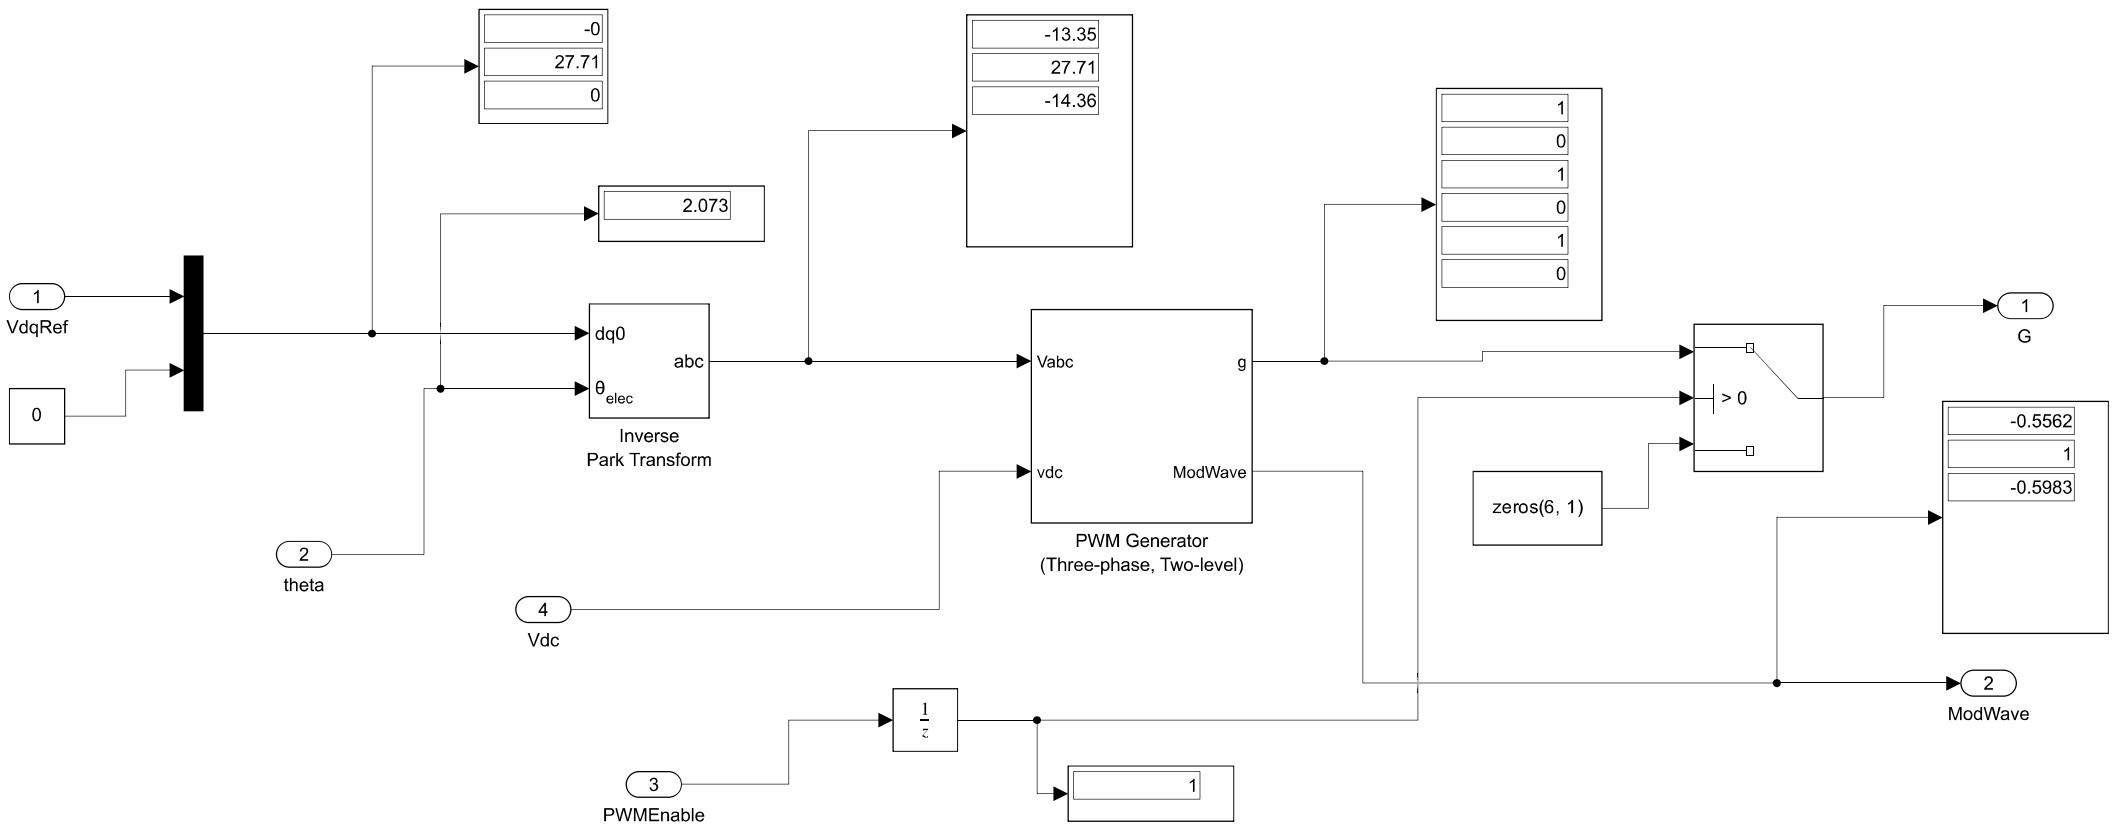 -0
27.71
0
-13.35
27.71
-14.36
1
0
1
0
1
0
2.073
1
VdqRef
0
dq0
θelec
abc
Inverse
Park Transform
Vabc
vdc
g
ModWave
PWM Generator
(Three-phase, Two-level)
> 0
1
G
zeros(6, 1)
-0.5562
1
-0.5983
2
theta
4
Vdc
2
ModWave
1
z
3
PWMEnable
1